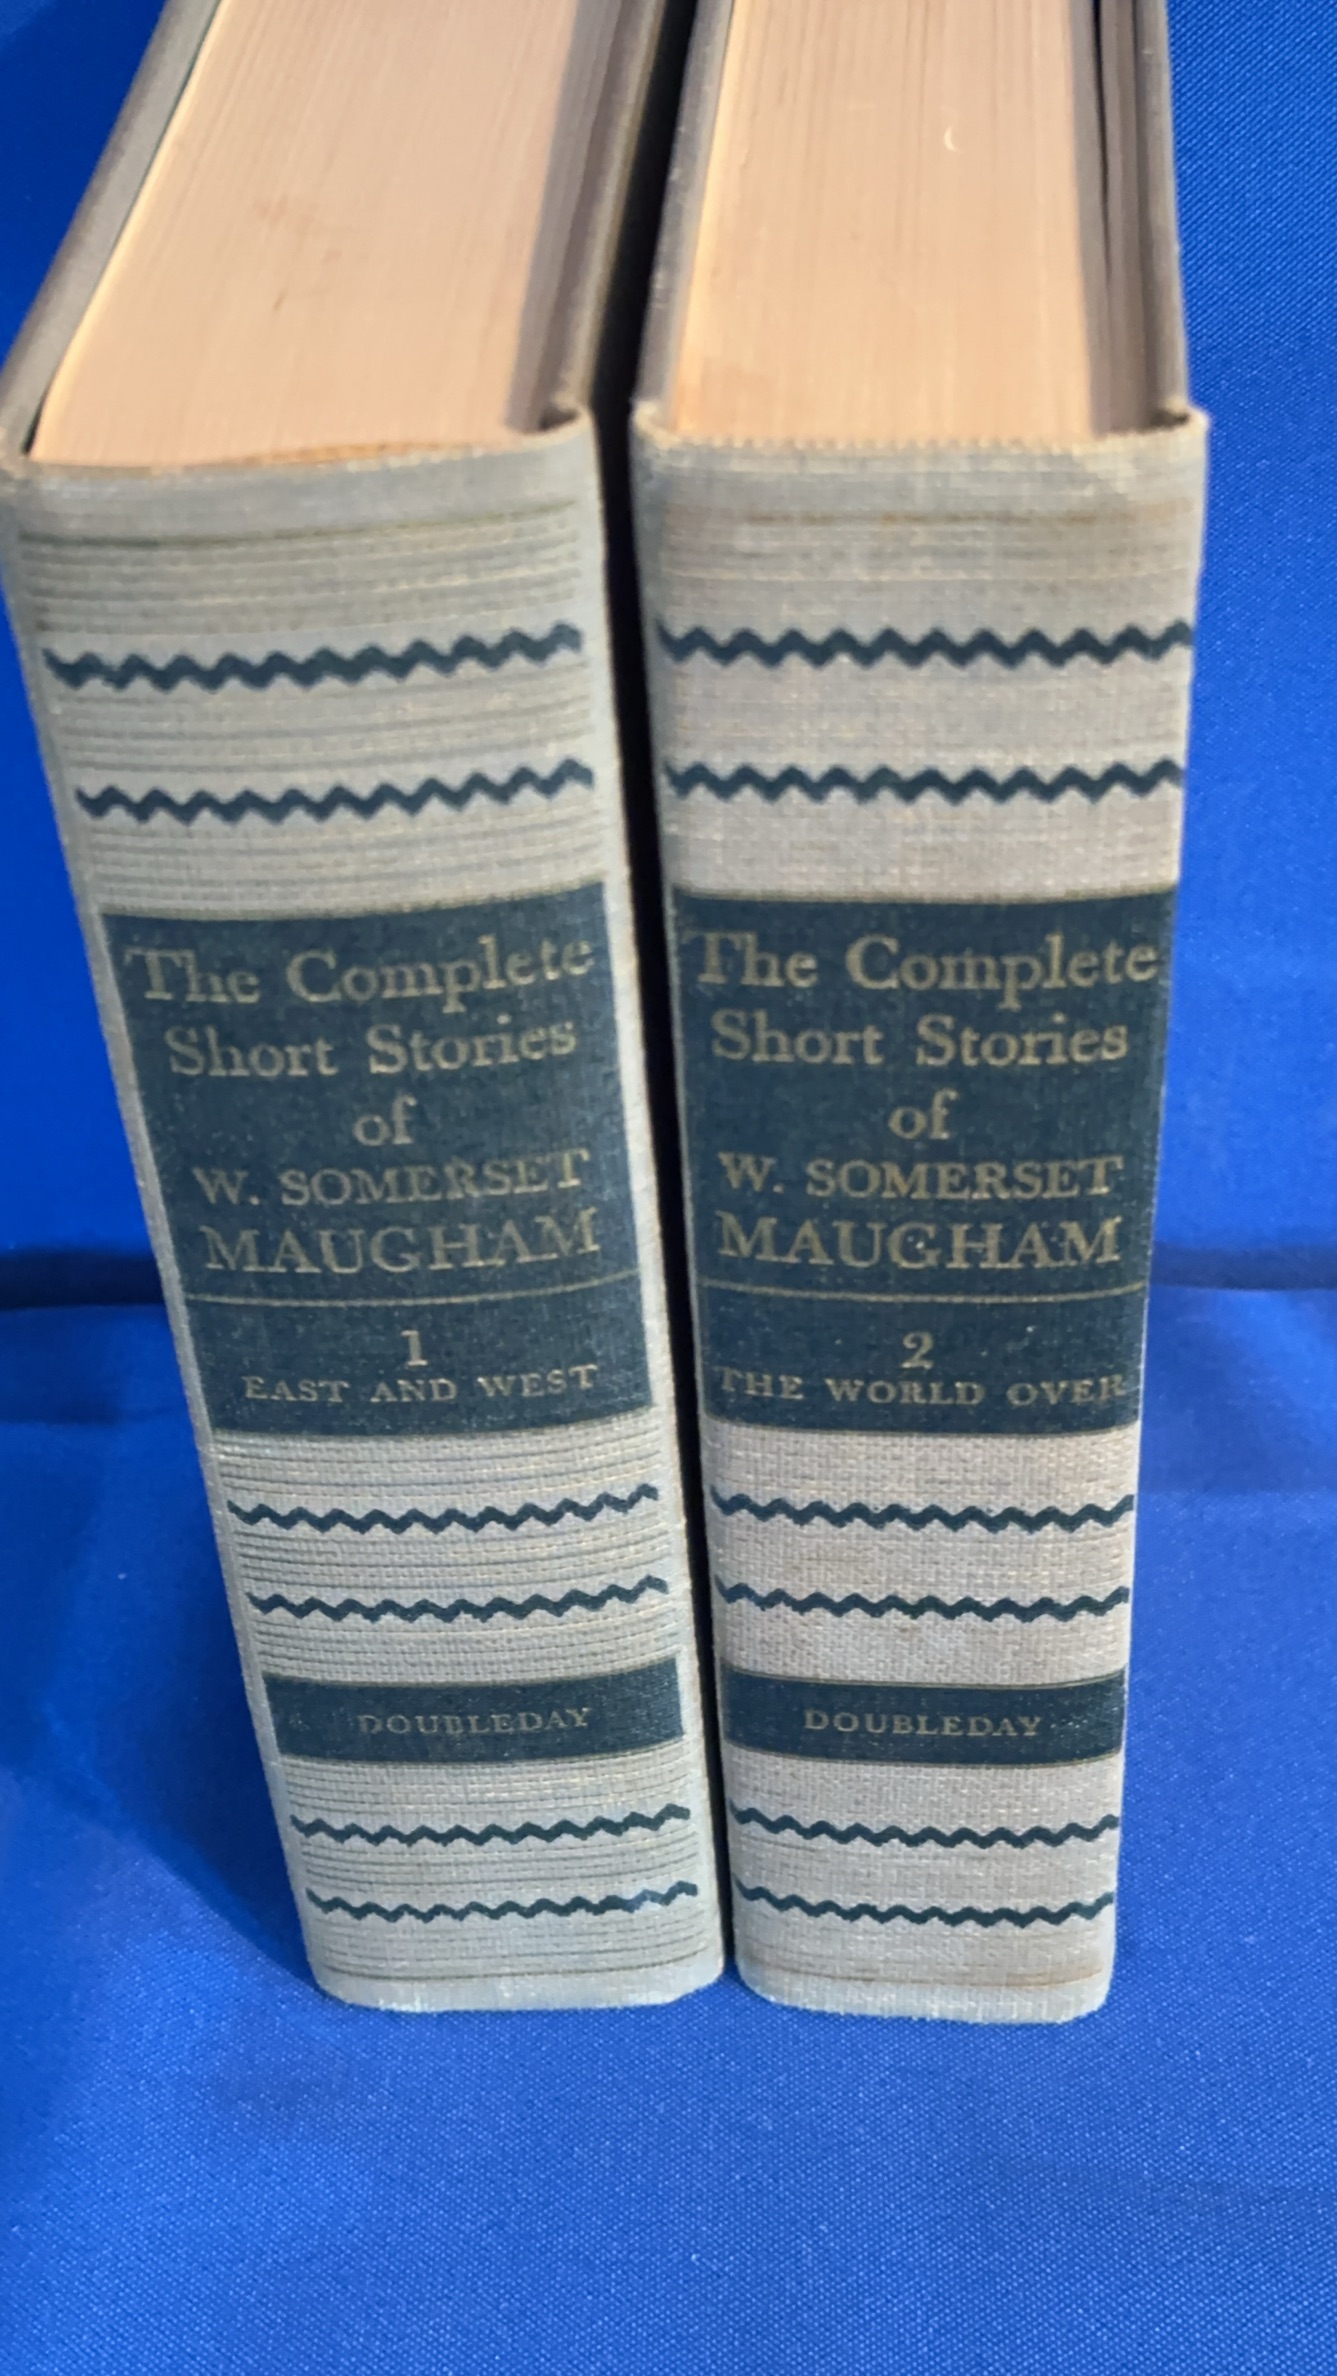 The Complete
Short Stories
of
W. SOMERSET
MAUGHAM
1
EAST AND WEST
DOUBLEDAY
The Complete
Short Stories
of
W. SOMERSET
MAUGHAM
2
THE WORLD OVER
DOUBLEDAY